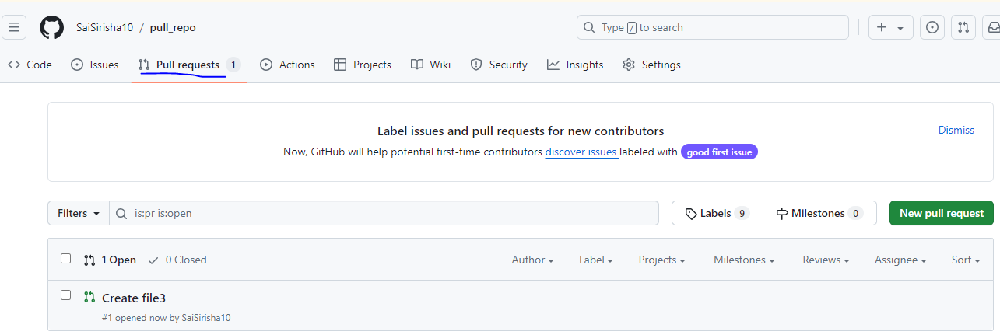 SaiSirisha10 / pull_repo Type / to search
Code Issues Pull requests 1 Actions Projects Wiki Security Insights Settings
Label issues and pull requests for new contributors Dismiss
Now, GitHub will help potential first-time contributors discover issues labeled with good first issue
Filters is:pr is:open Labels 9 Milestones 0 New pull request
1 Open 0 Closed Author Label Projects Milestones Reviews Assignee Sort
Create file3
#1 opened now by SaiSirisha10